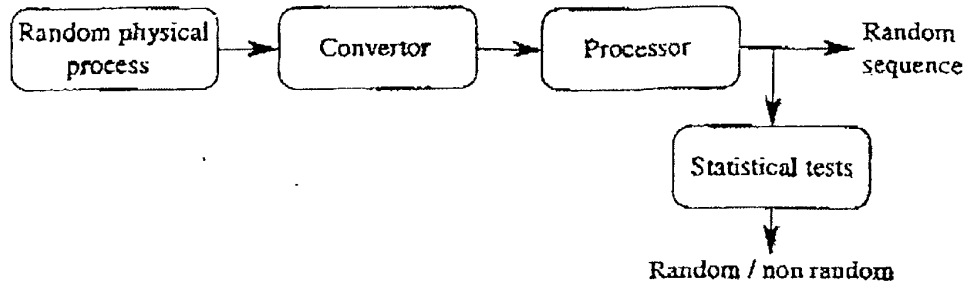 Random physical
process
Convertor
Processor
Random
sequence
Statistical tests
Random / non random